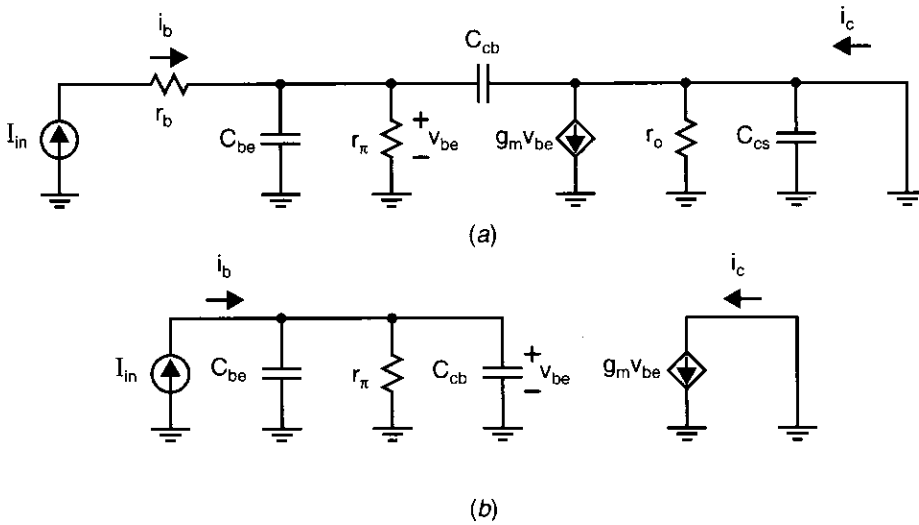 i_b
i_c
C_cb
r_b
I_in
C_be
r_π
+
v_be
−
g_m v_be
r_o
C_cs
(a)
i_b
i_c
I_in
C_be
r_π
C_cb
+
v_be
−
g_m v_be
(b)